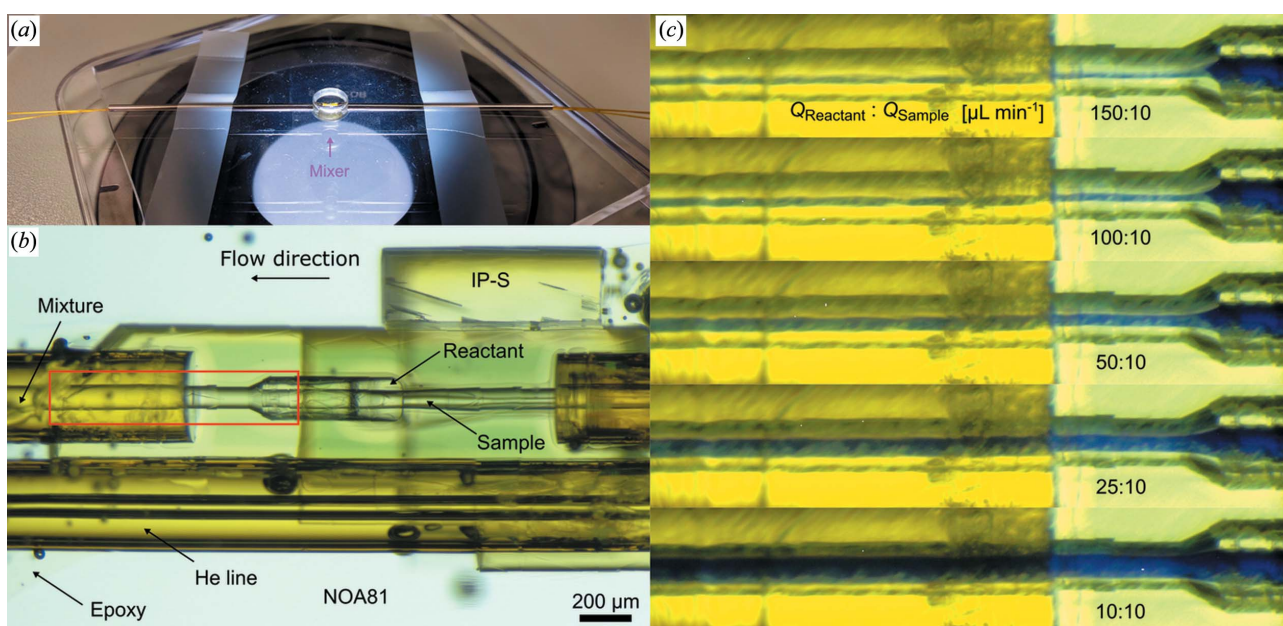 (a)
Mixer
(b)
Flow direction
IP-S
Mixture
Reactant
Sample
He line
NOA81
Epoxy
200 µm
(c)
QReactant : QSample [µL min-1]
150:10
100:10
50:10
25:10
10:10